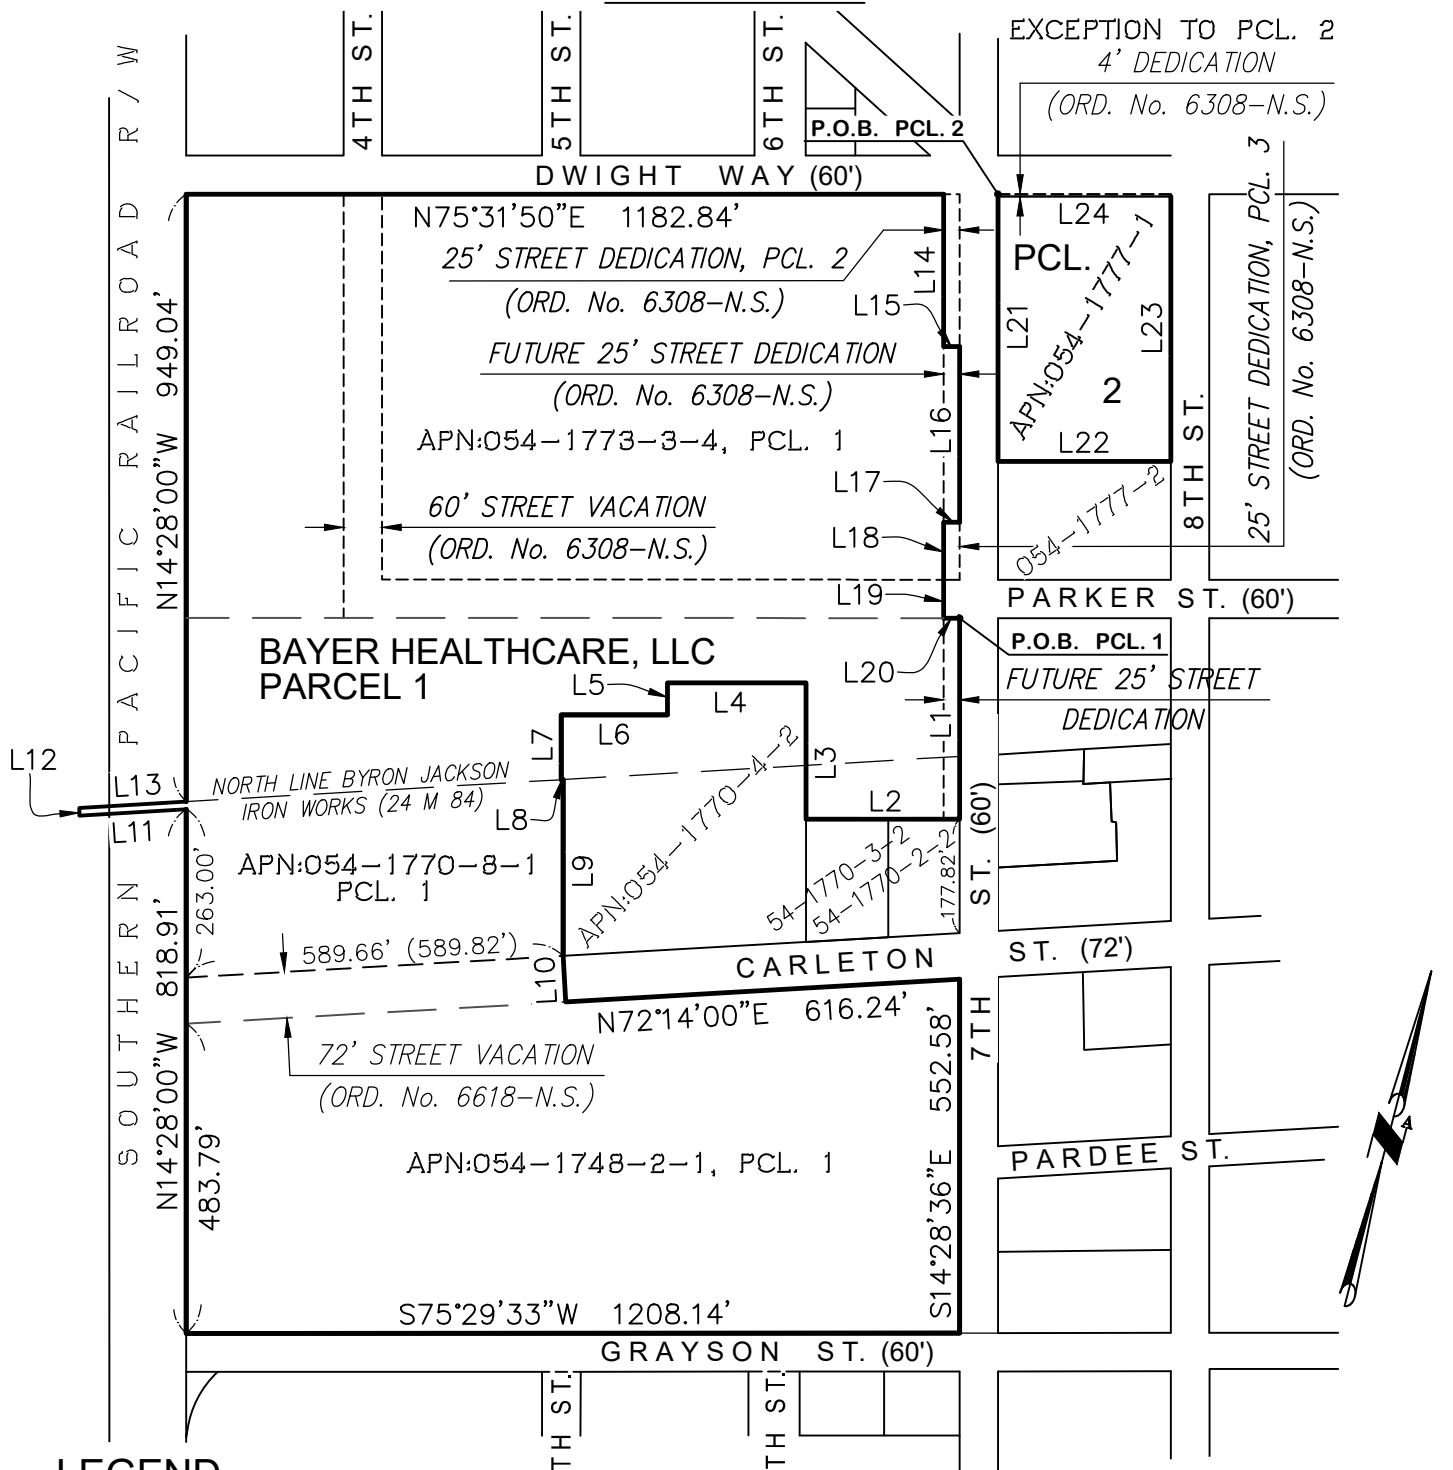 EXCEPTION TO PCL. 2
4' DEDICATION
(ORD. No. 6308-N.S.)
4TH ST.
5TH ST.
6TH ST.
P.O.B. PCL. 2
DWIGHT WAY (60')
N75°31'50"E 1182.84'
25' STREET DEDICATION, PCL. 2
(ORD. No. 6308-N.S.)
L14
L15
FUTURE 25' STREET DEDICATION
(ORD. No. 6308-N.S.)
L16
APN:054-1773-3-4, PCL. 1
L17
60' STREET VACATION
(ORD. No. 6308-N.S.)
L18
L19
L24
PCL.
2
APN:054-1777-1
L21
L23
L22
054-1777-2
8TH ST.
25' STREET DEDICATION, PCL. 3
(ORD. No. 6308-N.S.)
PARKER ST. (60')
P.O.B. PCL. 1
L20
FUTURE 25' STREET
DEDICATION
SOUTHERN PACIFIC RAILROAD R/W
N14°28'00"W 949.04'
BAYER HEALTHCARE, LLC
PARCEL 1
L5
L4
L6
L7
L3
L1
L2
L12
L13
L11
NORTH LINE BYRON JACKSON
IRON WORKS (24 M 84)
L8
L9
APN:054-1770-4-2
54-1770-3-2
54-1770-2-2
177.82'
APN:054-1770-8-1
PCL. 1
263.00'
589.66' (589.82')
L10
CARLETON ST. (72')
7TH ST. (60')
N72°14'00"E 616.24'
72' STREET VACATION
(ORD. No. 6618-N.S.)
N14°28'00"W 818.91'
483.79'
S14°28'36"E 552.58'
APN:054-1748-2-1, PCL. 1
PARDEE ST.
S75°29'33"W 1208.14'
GRAYSON ST. (60')
TH ST.
TH ST.
LEGEND